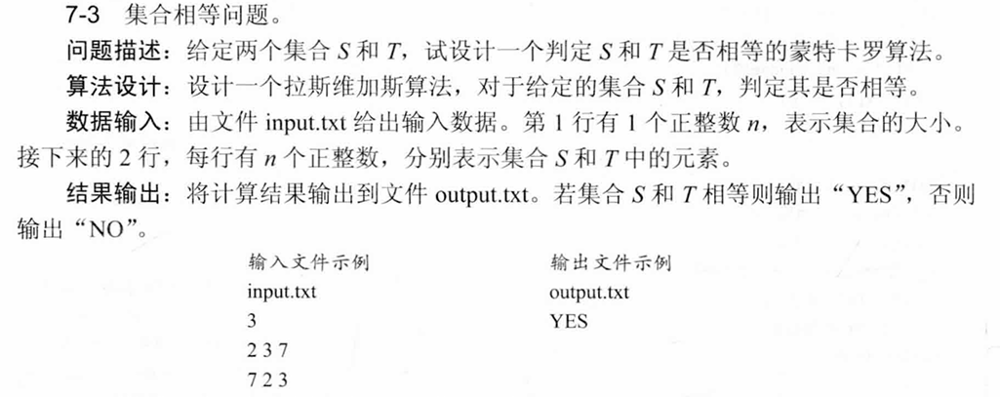 7-3 集合相等问题。
问题描述：给定两个集合 S 和 T，试设计一个判定 S 和 T 是否相等的蒙特卡罗算法。
算法设计：设计一个拉斯维加斯算法，对于给定的集合 S 和 T，判定其是否相等。
数据输入：由文件 input.txt 给出输入数据。第 1 行有 1 个正整数 n，表示集合的大小。
接下来的 2 行，每行有 n 个正整数，分别表示集合 S 和 T 中的元素。
结果输出：将计算结果输出到文件 output.txt。若集合 S 和 T 相等则输出“YES”，否则
输出“NO”。
输入文件示例 输出文件示例
input.txt output.txt
3 YES
2 3 7
7 2 3